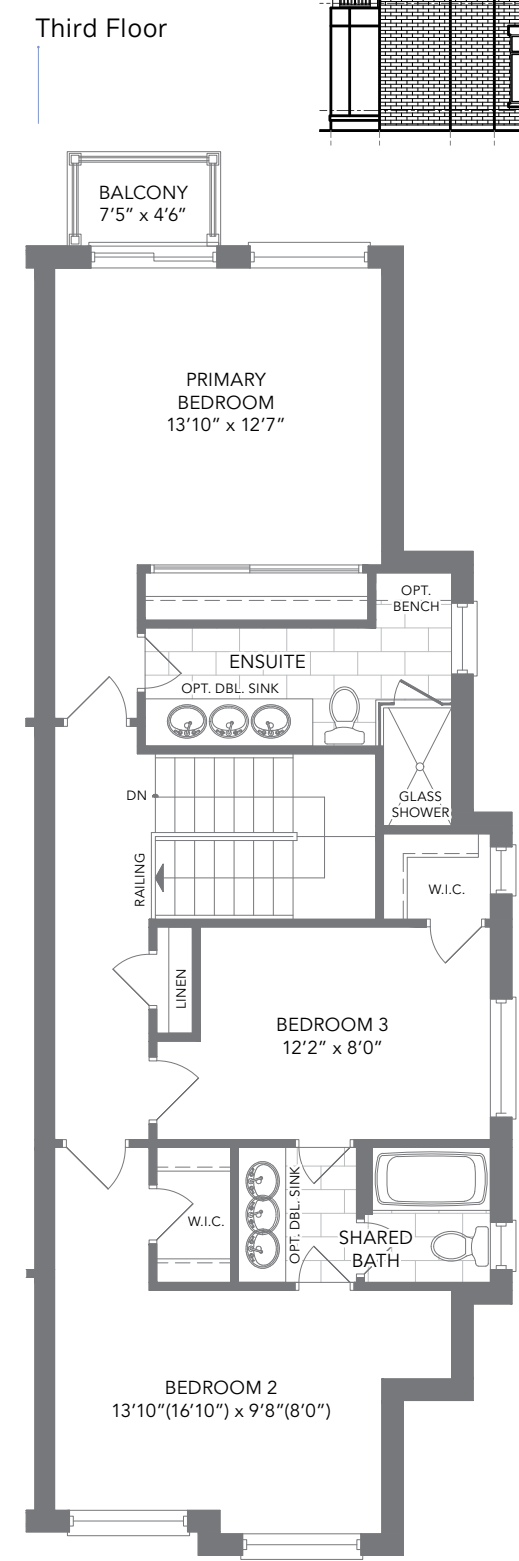 Third Floor
BALCONY
7’5” x 4’6”
PRIMARY
BEDROOM
13’10” x 12’7”
OPT.
BENCH
ENSUITE
OPT. DBL. SINK
DN
GLASS
SHOWER
RAILING
W.I.C.
LINEN
BEDROOM 3
12’2” x 8’0”
W.I.C.
OPT. DBL. SINK
SHARED
BATH
BEDROOM 2
13’10”(16’10”) x 9’8”(8’0”)